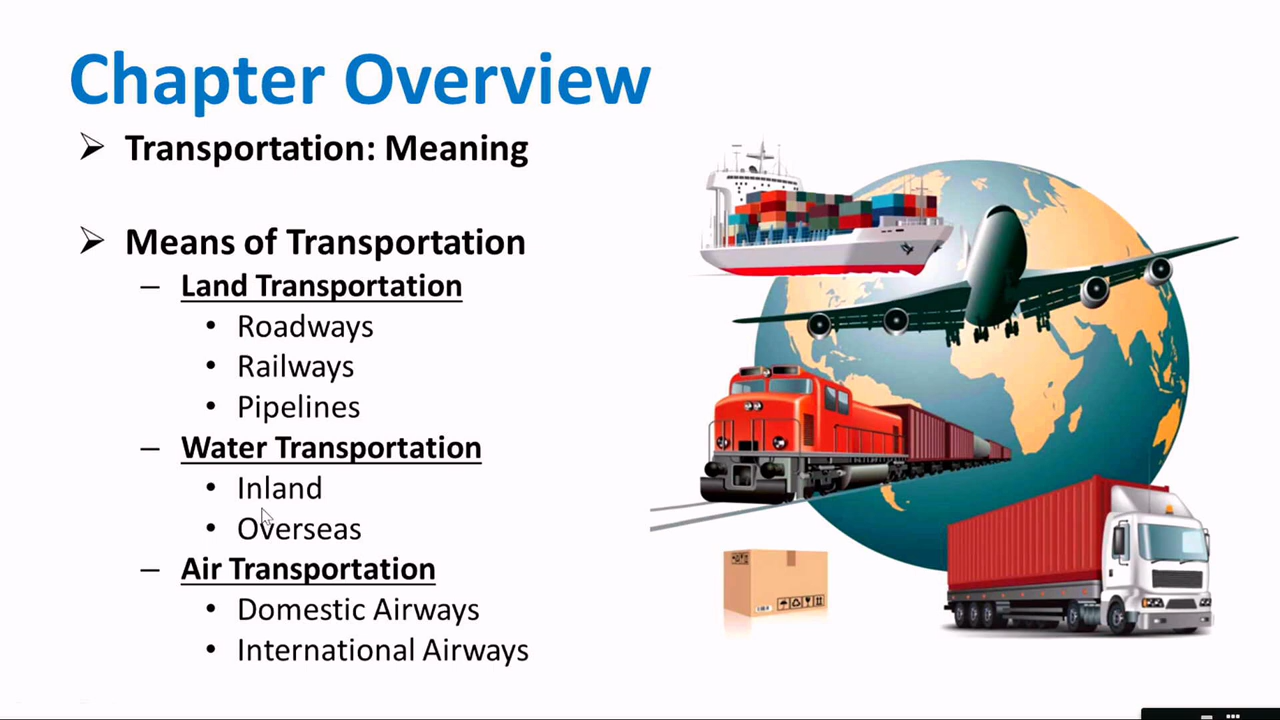 Chapter Overview
➢ Transportation: Meaning
➢ Means of Transportation
– Land Transportation
• Roadways
• Railways
• Pipelines
– Water Transportation
• Inland
• Overseas
– Air Transportation
• Domestic Airways
• International Airways